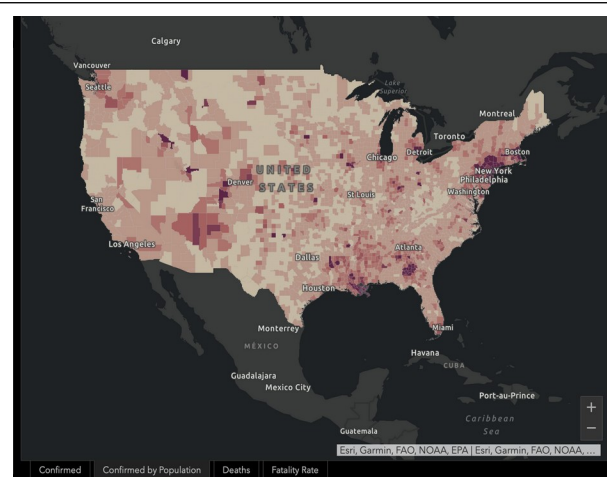 Calgary
Vancouver
Seattle
Lake
Superior
Montreal
Toronto
Boston
Detroit
Chicago
New York
UNITED
STATES
Philadelphia
Denver
St Louis
Washington
San
Francisco
Los Angeles
Atlanta
Dallas
Houston
Monterrey
Miami
MÉXICO
Havana
CUBA
Guadalajara
Mexico City
Port-au-Prince
+
Caribbean
Sea
−
Guatemala
Esri, Garmin, FAO, NOAA, EPA | Esri, Garmin, FAO, NOAA, ...
Confirmed
Confirmed by Population
Deaths
Fatality Rate